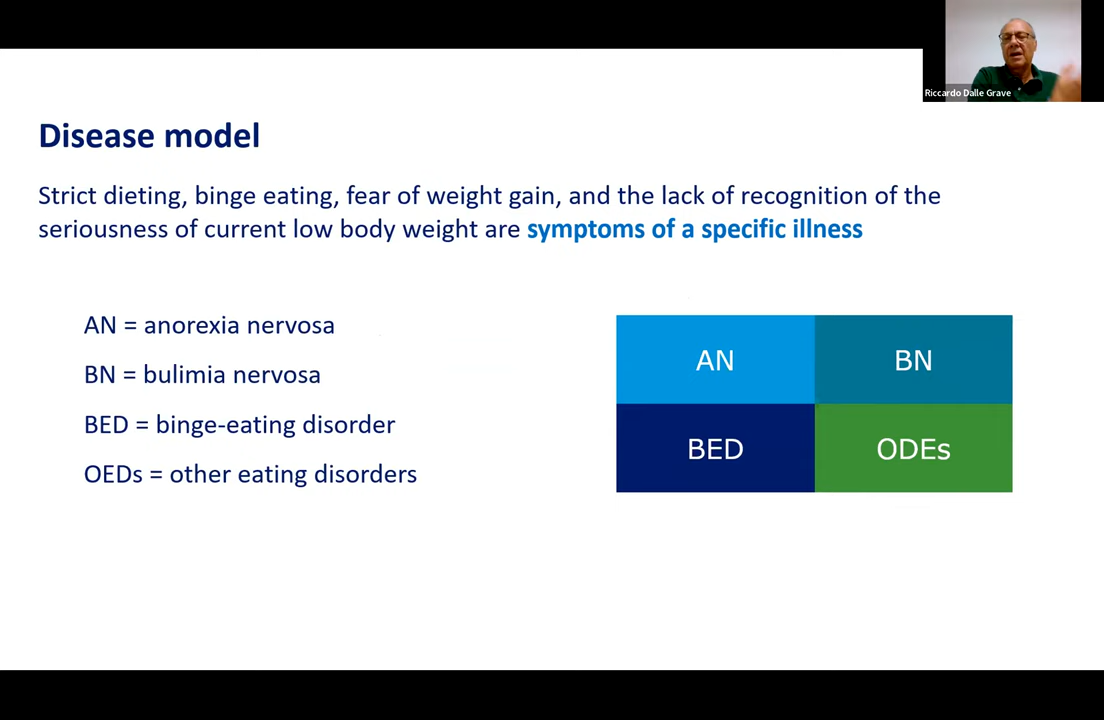 Riccardo Dalle Grave
Disease model
Strict dieting, binge eating, fear of weight gain, and the lack of recognition of the
seriousness of current low body weight are symptoms of a specific illness
AN = anorexia nervosa
BN = bulimia nervosa
BED = binge-eating disorder
OEDs = other eating disorders
AN
BN
BED
ODEs